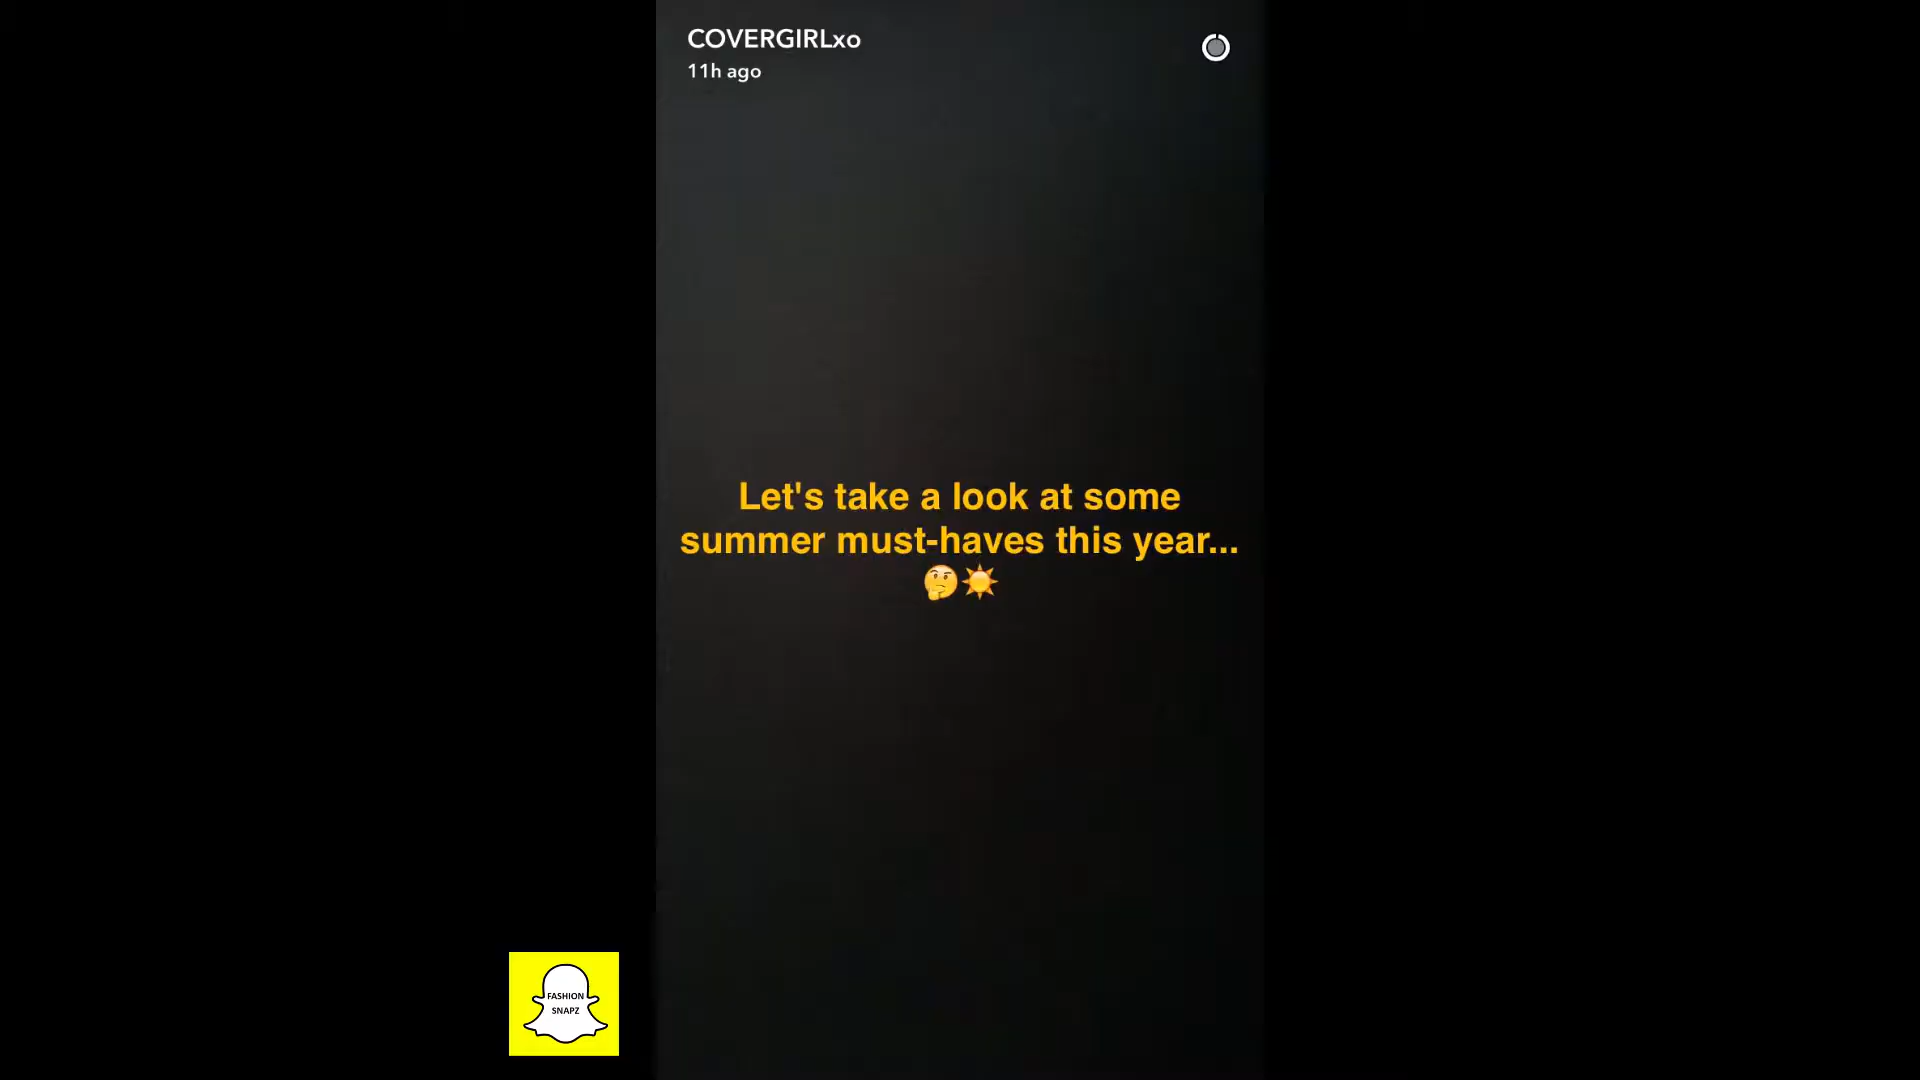 COVERGIRLxo
11h ago
Let's take a look at some
summer must-haves this year...
🤔☀️
FASHION
SNAPZ